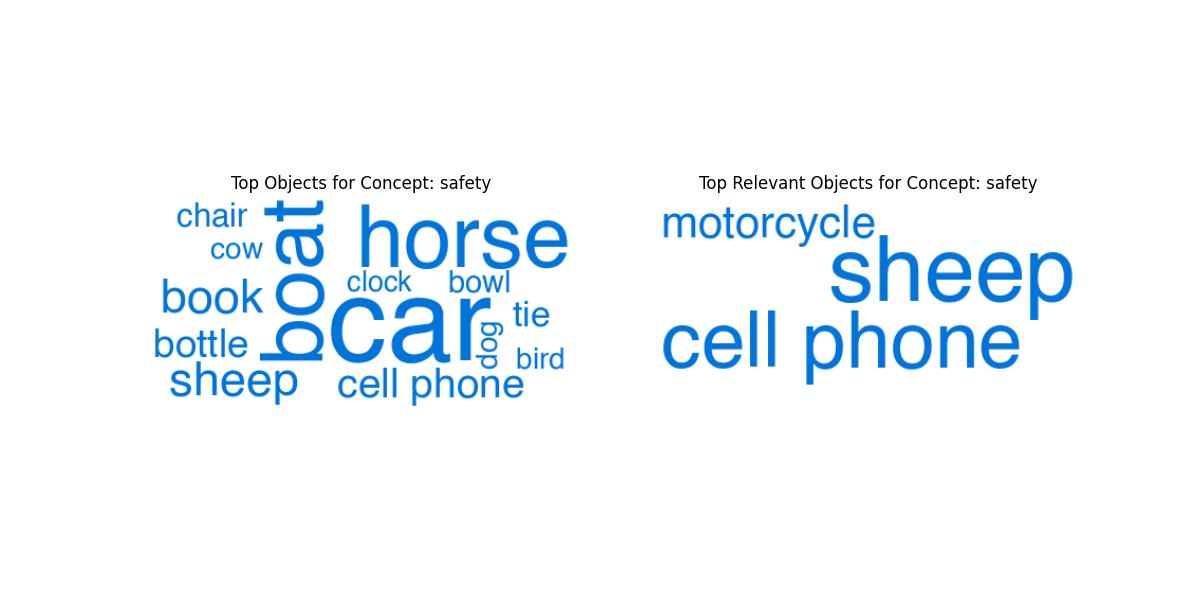 Top Objects for Concept: safety
chair
cow
boat
horse
book
clock
bowl
car
tie
bottle
dog
bird
sheep
cell phone
Top Relevant Objects for Concept: safety
motorcycle
sheep
cell phone